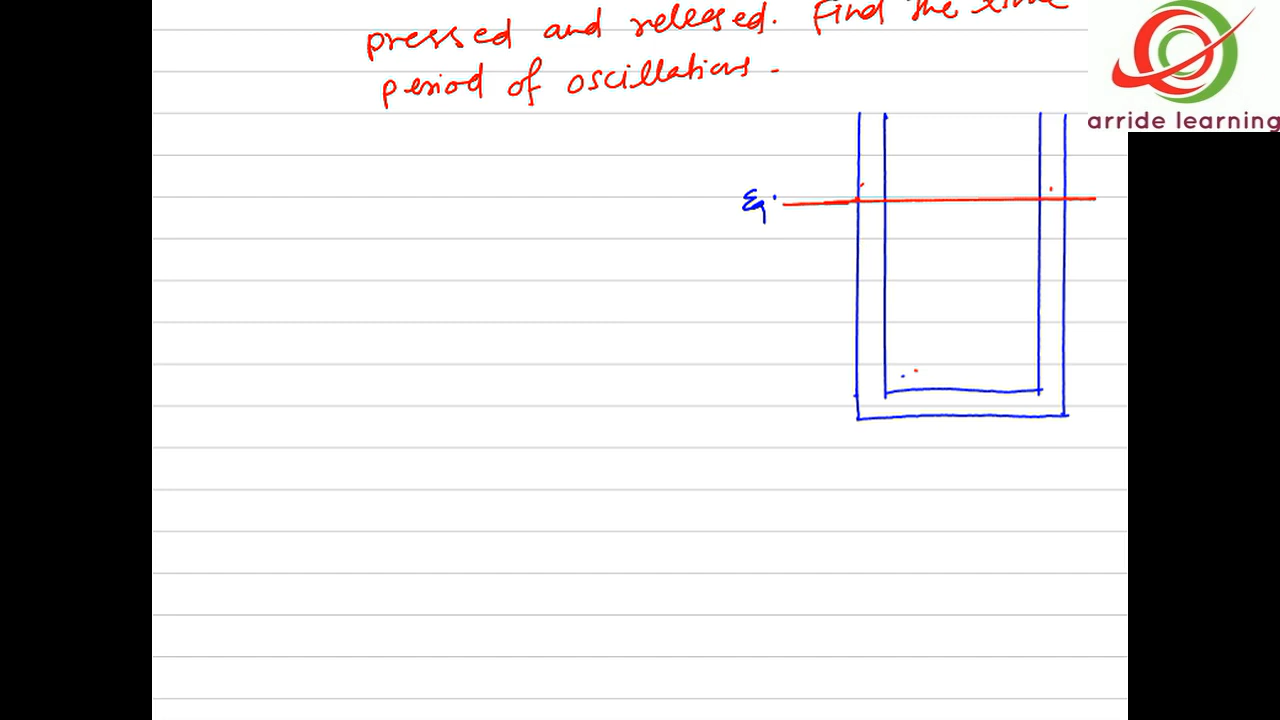 pressed and released. Find the time
period of oscillations.
arride learning
Eq.